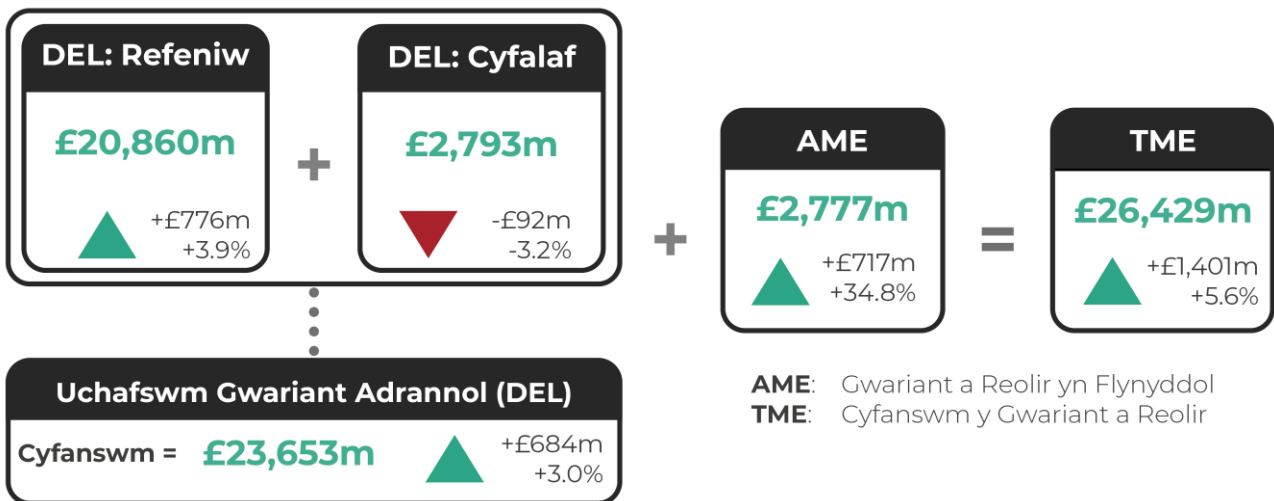 DEL: Refeniw
£20,860m
+£776m
+3.9%
+
DEL: Cyfalaf
£2,793m
-£92m
-3.2%
+
AME
£2,777m
+£717m
+34.8%
=
TME
£26,429m
+£1,401m
+5.6%
Uchafswm Gwariant Adrannol (DEL)
Cyfanswm = £23,653m
+£684m
+3.0%
AME: Gwariant a Reolir yn Flynyddol
TME: Cyfanswm y Gwariant a Reolir